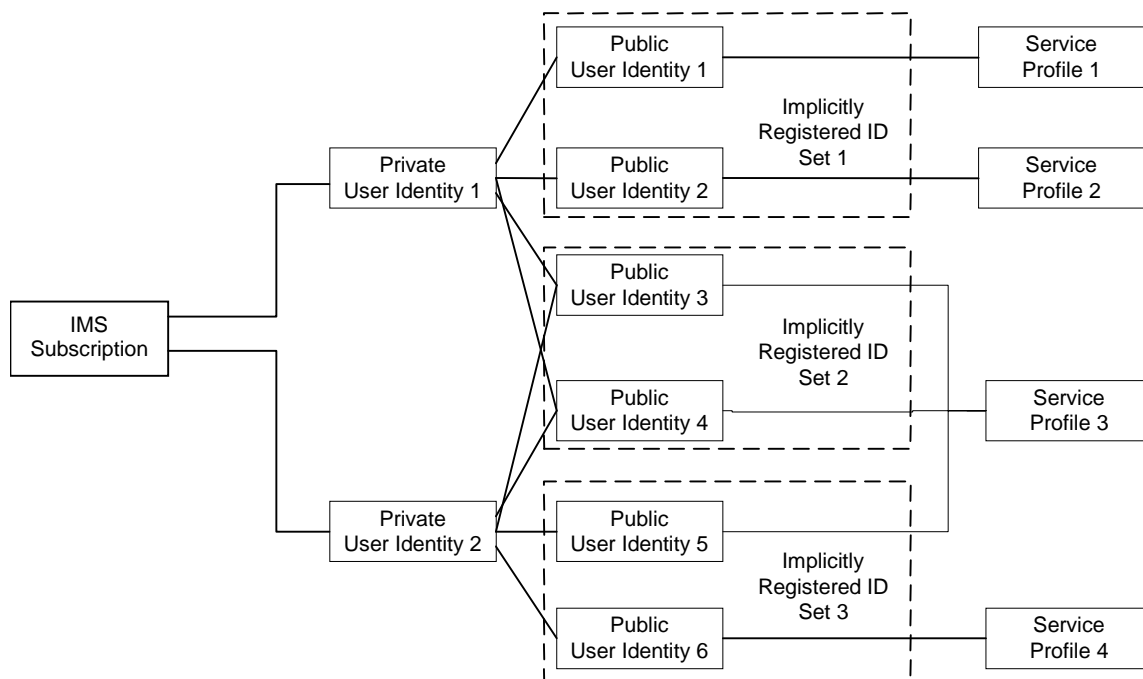 Public
User Identity 1
Service
Profile 1
Implicitly
Registered ID
Set 1
Private
User Identity 1
Public
User Identity 2
Service
Profile 2
Public
User Identity 3
IMS
Subscription
Implicitly
Registered ID
Set 2
Public
User Identity 4
Service
Profile 3
Private
User Identity 2
Public
User Identity 5
Implicitly
Registered ID
Set 3
Public
User Identity 6
Service
Profile 4